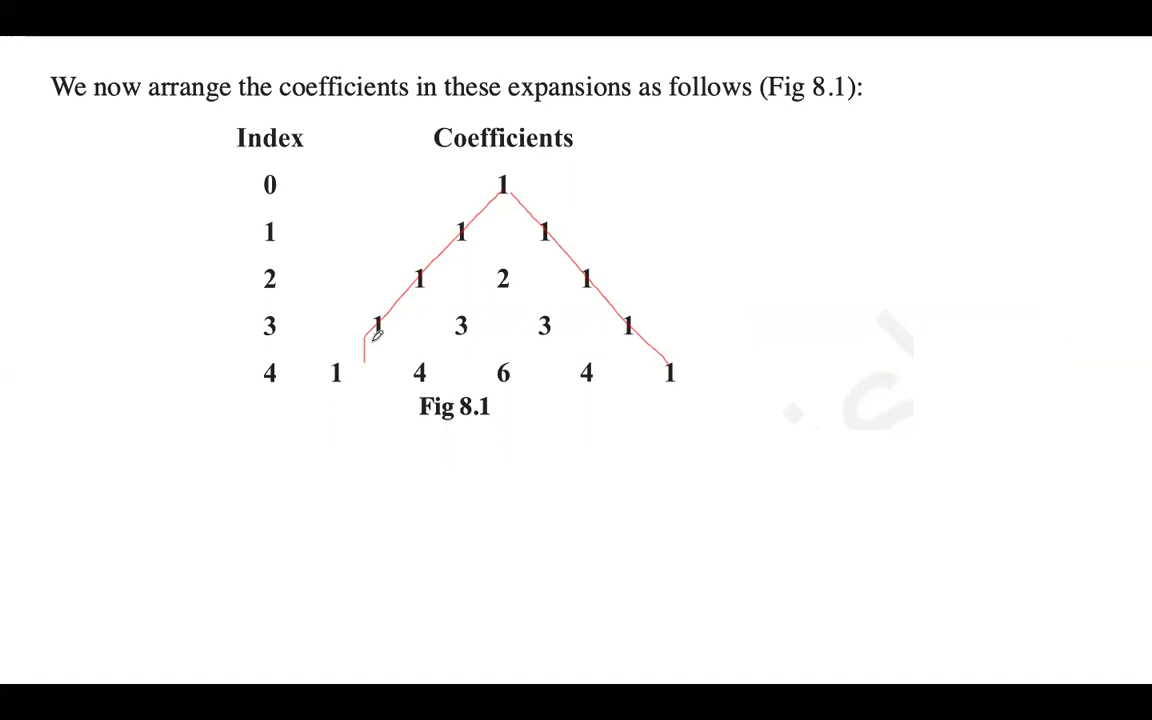 We now arrange the coefficients in these expansions as follows (Fig 8.1):
Index Coefficients
0 1
1 1 1
2 1 2 1
3 1 3 3 1
4 1 4 6 4 1
Fig 8.1